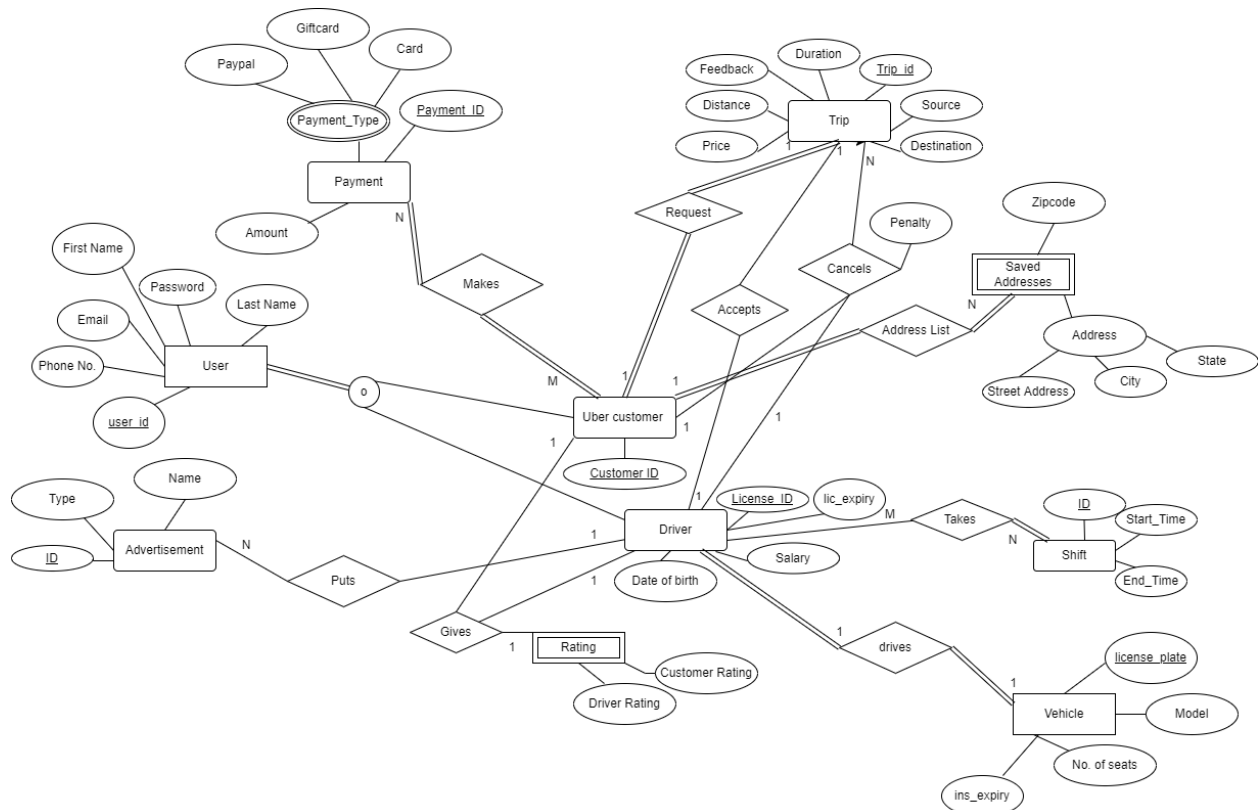 Giftcard
Card
Paypal
Payment_Type
Payment_ID
Payment
Amount
N
Duration
Feedback
Trip_id
Distance
Trip
Source
Price
Destination
1
1
N
Request
Penalty
Cancels
Accepts
Zipcode
Saved
Addresses
N
Address List
Address
State
Street Address
City
First Name
Password
Last Name
Email
Phone No.
User
user_id
o
Makes
M
1
1
Uber customer
1
1
1
Customer ID
Name
Type
Advertisement
ID
N
Puts
1
1
Driver
License_ID
lic_expiry
M
Salary
Date of birth
1
Takes
N
ID
Start_Time
Shift
End_Time
Gives
1
Rating
Customer Rating
Driver Rating
1
drives
1
license_plate
Vehicle
Model
No. of seats
ins_expiry